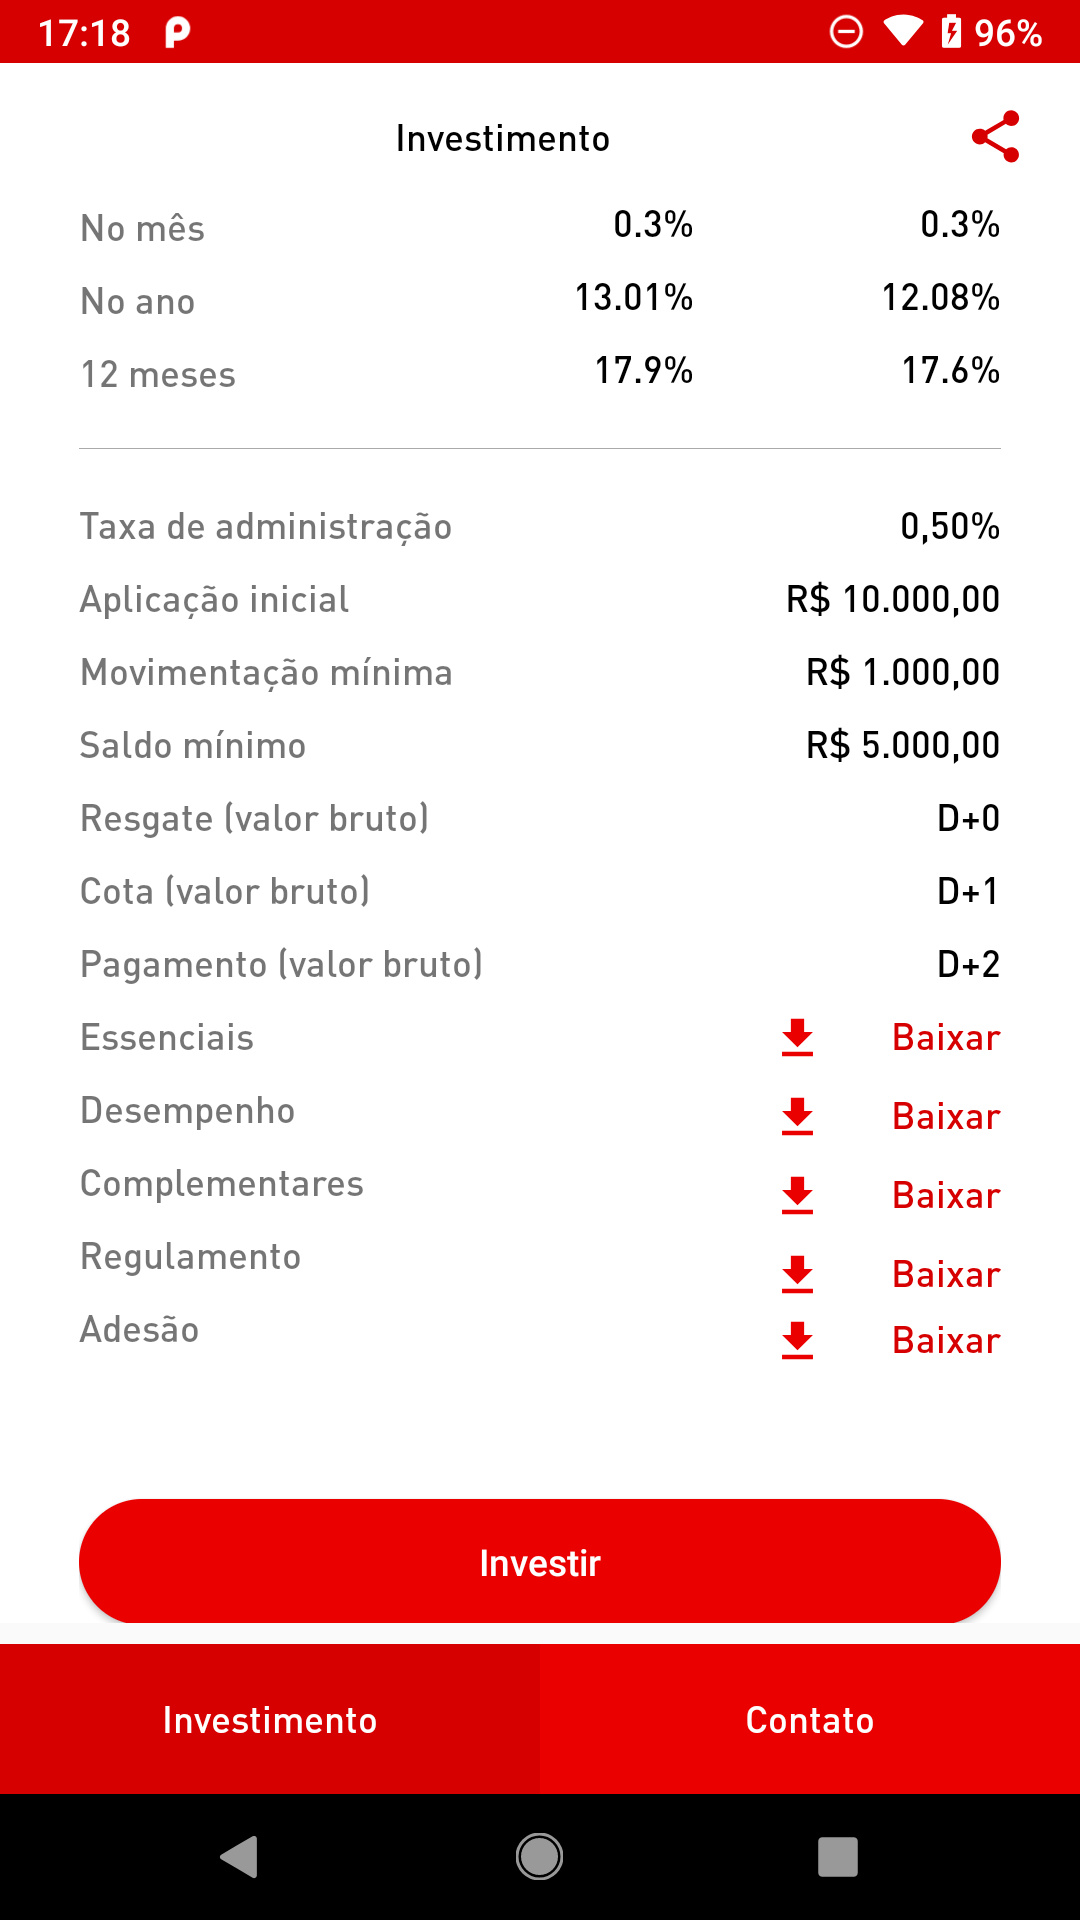 17:18 96%
Investimento
No mês 0.3% 0.3%
No ano 13.01% 12.08%
12 meses 17.9% 17.6%
Taxa de administração 0,50%
Aplicação inicial R$ 10.000,00
Movimentação mínima R$ 1.000,00
Saldo mínimo R$ 5.000,00
Resgate (valor bruto) D+0
Cota (valor bruto) D+1
Pagamento (valor bruto) D+2
Essenciais Baixar
Desempenho Baixar
Complementares Baixar
Regulamento Baixar
Adesão Baixar
Investir
Investimento Contato